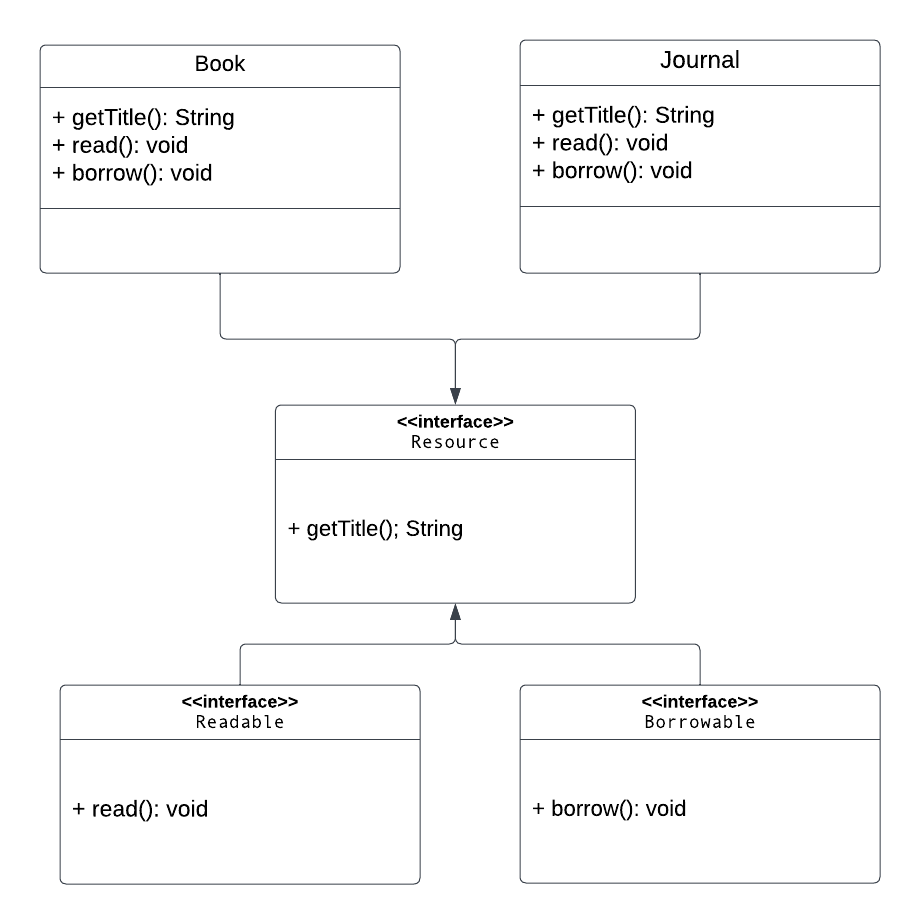 Book
+ getTitle(): String
+ read(): void
+ borrow(): void
Journal
+ getTitle(): String
+ read(): void
+ borrow(): void
<<interface>>
Resource
+ getTitle(); String
<<interface>>
Readable
+ read(): void
<<interface>>
Borrowable
+ borrow(): void